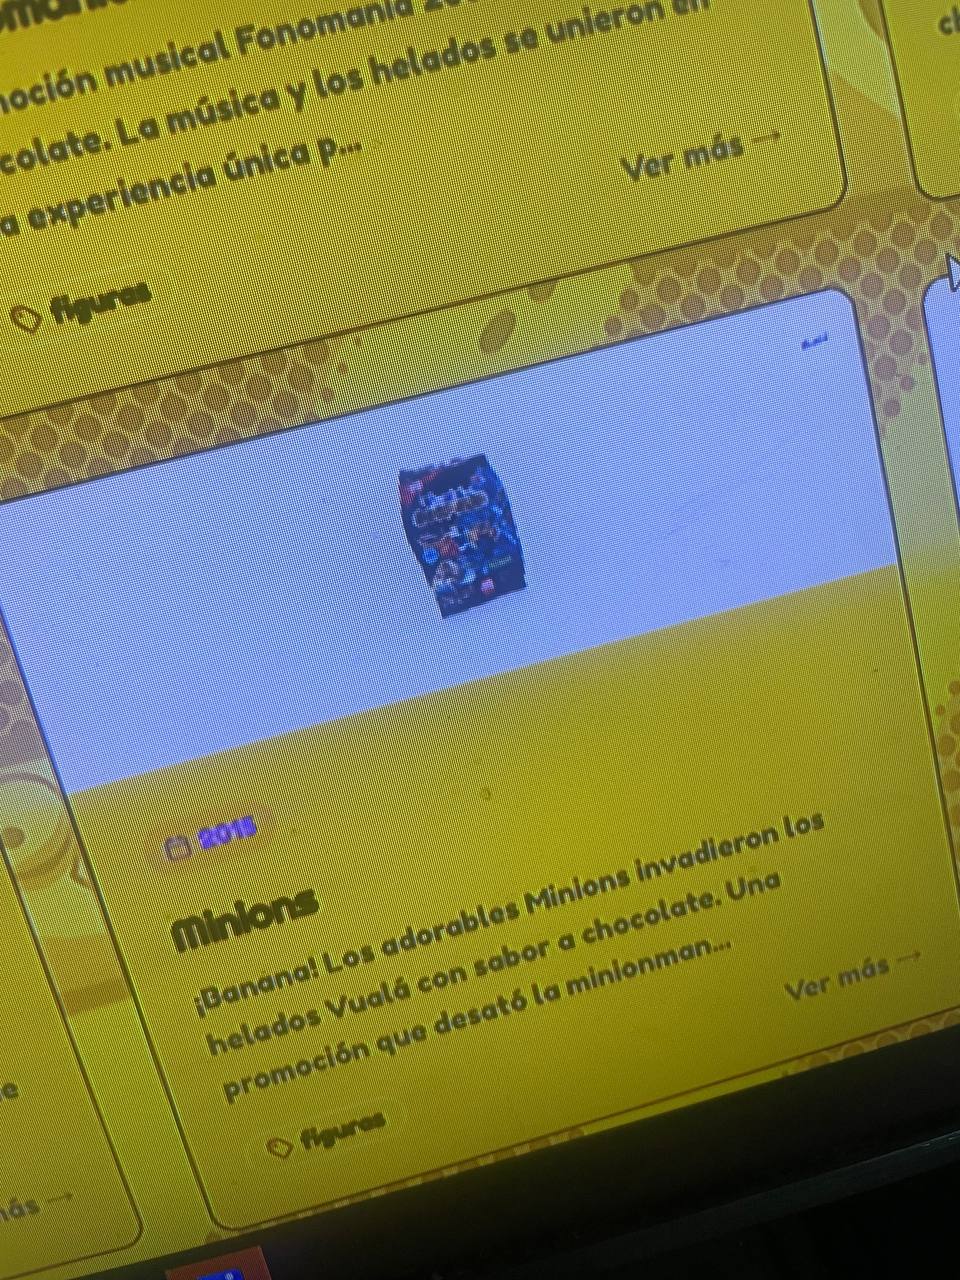 moción musical Fonomanía
colate. La música y los helados se unieron en
a experiencia única p...
Ver más →
figuras
2015
Minions
¡Banana! Los adorables Minions invadieron los
helados Vualá con sabor a chocolate. Una
promoción que desató la minionman...
Ver más →
figuras
más →